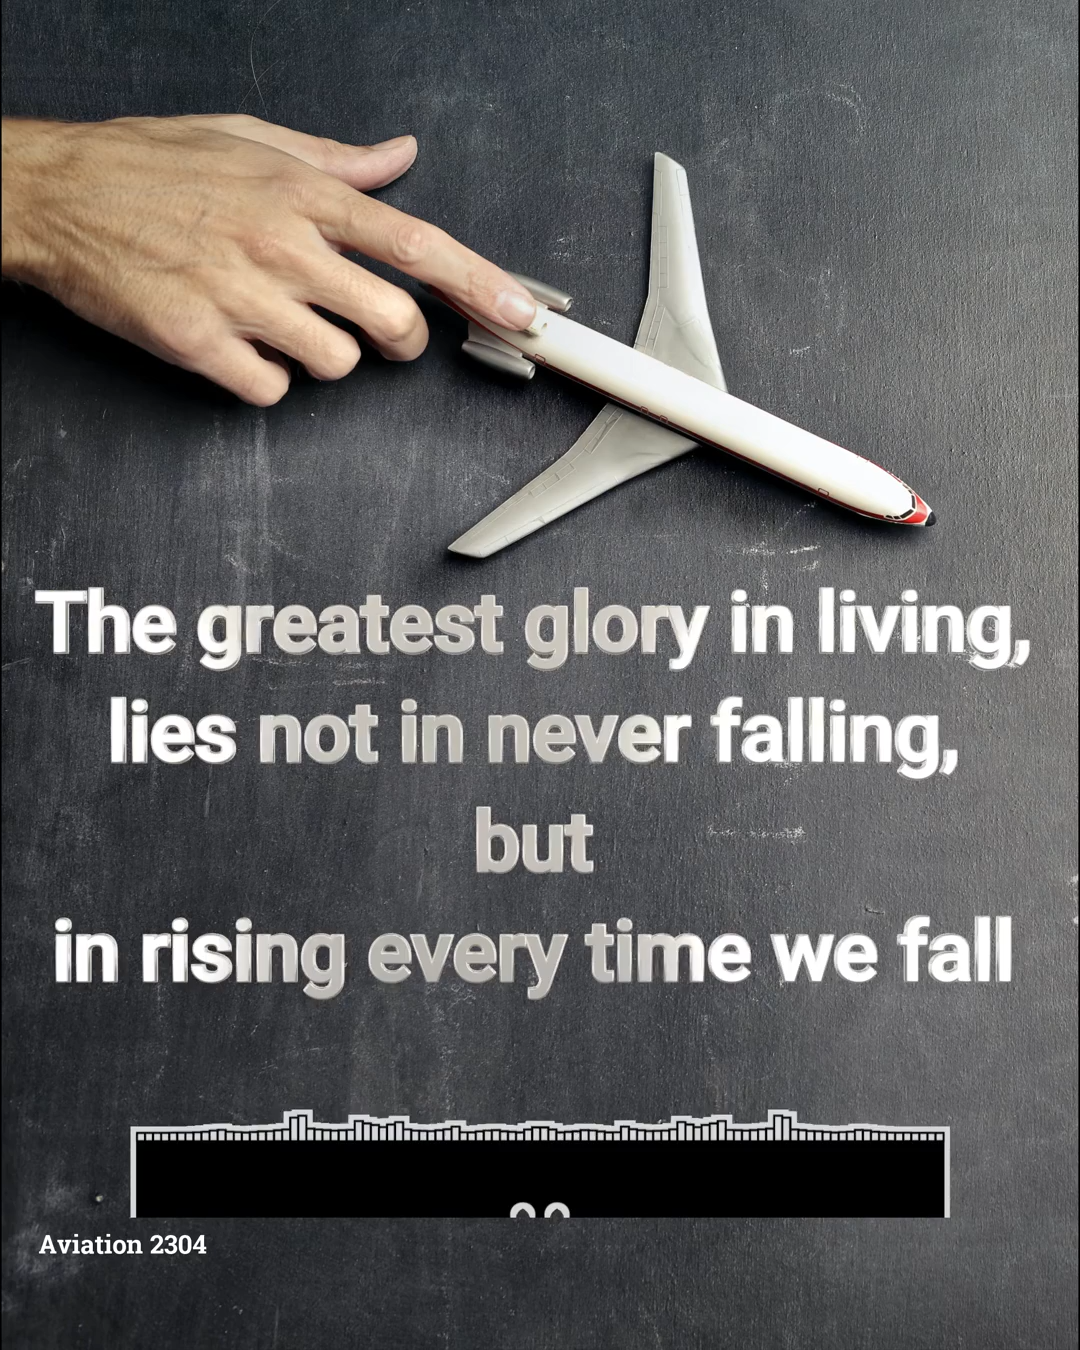 The greatest glory in living,
lies not in never falling,
but
in rising every time we fall
Aviation 2304